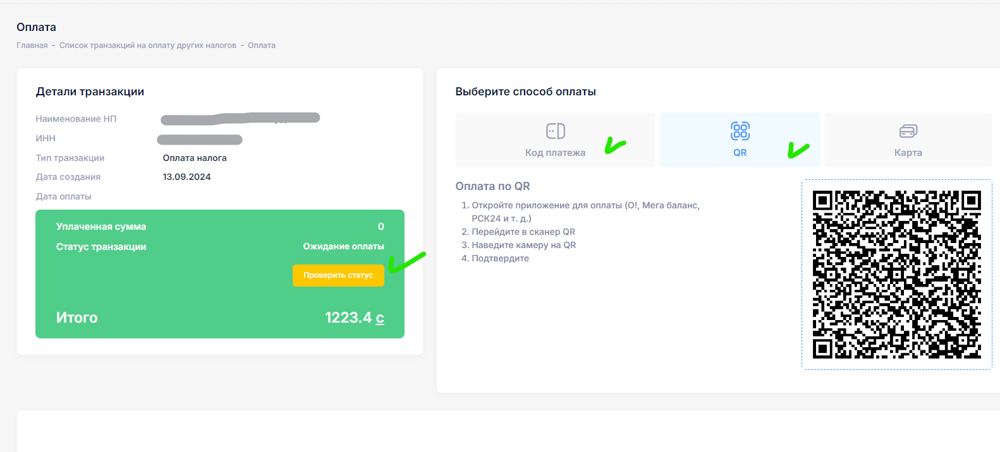 Оплата
Главная - Список транзакций на оплату других налогов - Оплата
Детали транзакции
Наименование НП
ИНН
Тип транзакции Оплата налога
Дата создания 13.09.2024
Дата оплаты
Уплаченная сумма 0
Статус транзакции Ожидание оплаты
Проверить статус
Итого 1223.4 с
Выберите способ оплаты
Код платежа
QR
Карта
Оплата по QR
1. Откройте приложение для оплаты (О!, Мега баланс,
РСК24 и т. д.)
2. Перейдите в сканер QR
3. Наведите камеру на QR
4. Подтвердите